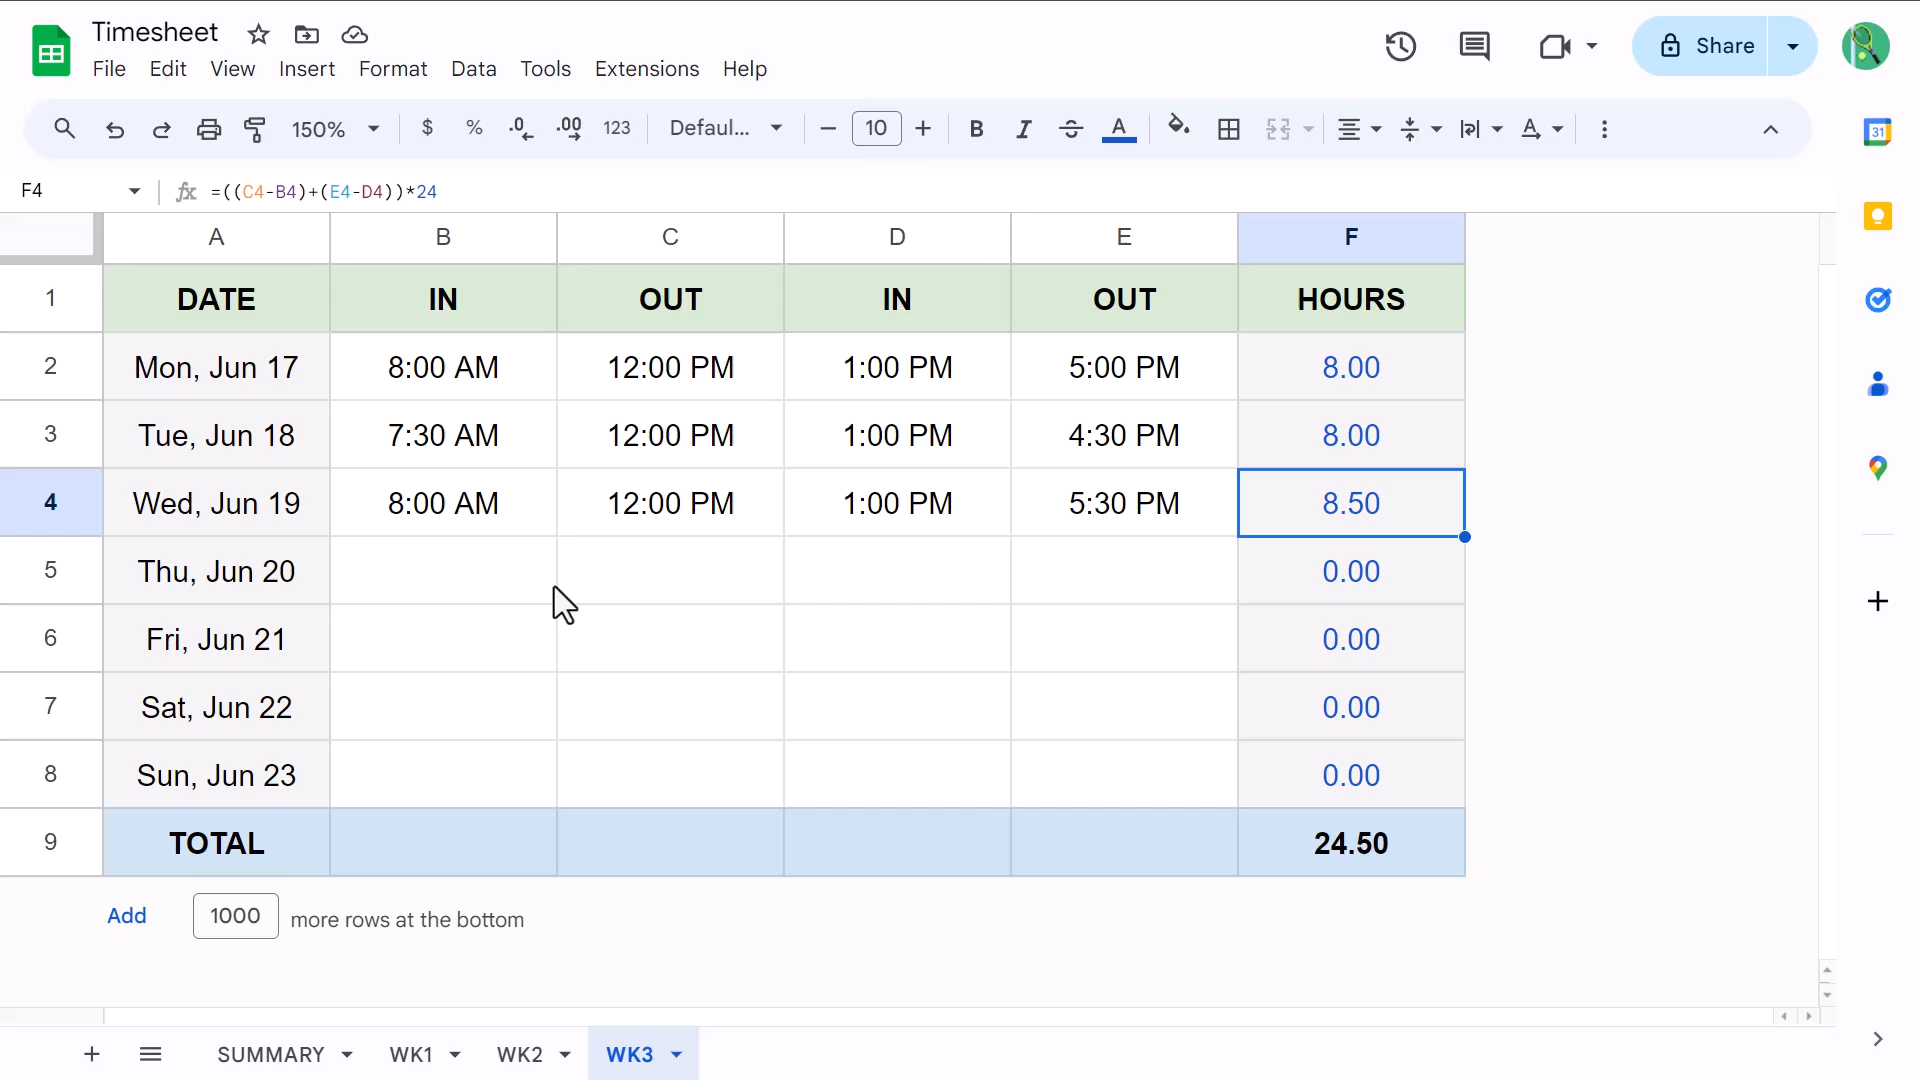 Timesheet
File Edit View Insert Format Data Tools Extensions Help
Share
150% $ % .0 .00 123 Defaul... 10 B I A A
31
F4 fx =((C4-B4)+(E4-D4))*24
A B C D E F
1 DATE IN OUT IN OUT HOURS
2 Mon, Jun 17 8:00 AM 12:00 PM 1:00 PM 5:00 PM 8.00
3 Tue, Jun 18 7:30 AM 12:00 PM 1:00 PM 4:30 PM 8.00
4 Wed, Jun 19 8:00 AM 12:00 PM 1:00 PM 5:30 PM 8.50
5 Thu, Jun 20 0.00
6 Fri, Jun 21 0.00
7 Sat, Jun 22 0.00
8 Sun, Jun 23 0.00
9 TOTAL 24.50
Add 1000 more rows at the bottom
SUMMARY WK1 WK2 WK3